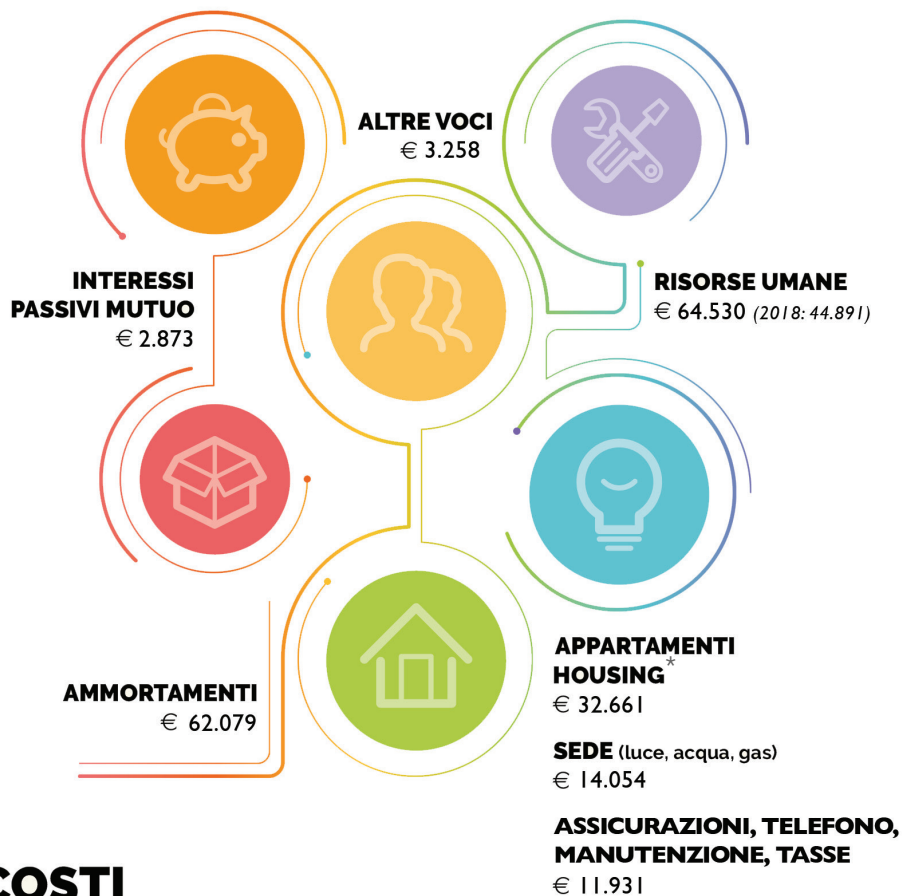 ALTRE VOCI
€ 3.258
INTERESSI
PASSIVI MUTUO
€ 2.873
RISORSE UMANE
€ 64.530 (2018: 44.891)
AMMORTAMENTI
€ 62.079
APPARTAMENTI
HOUSING*
€ 32.661
SEDE (luce, acqua, gas)
€ 14.054
ASSICURAZIONI, TELEFONO,
MANUTENZIONE, TASSE
€ 11.931
COSTI